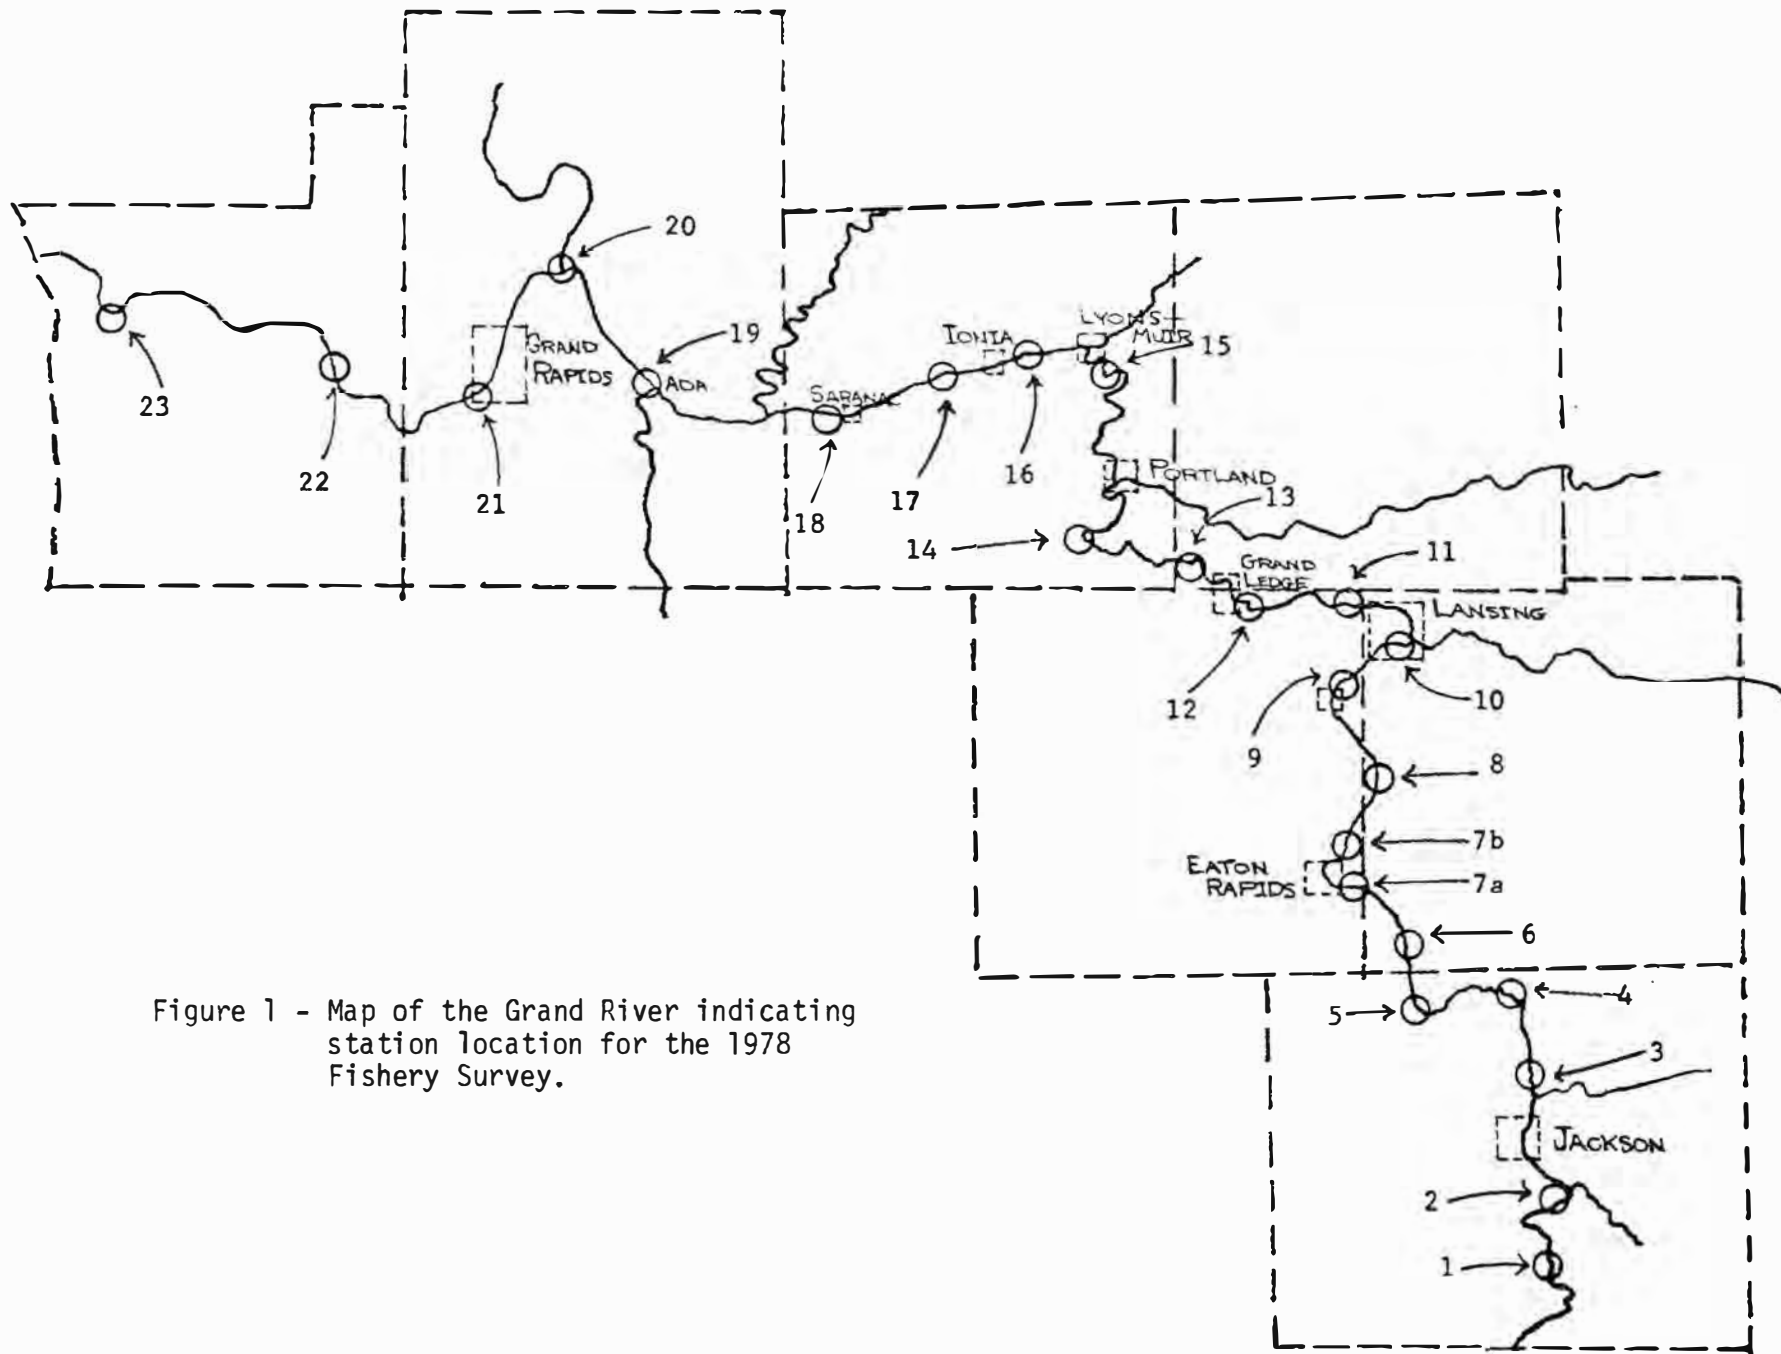 20
19
23
22
21
GRAND
RAPIDS
ADA
SARANAC
18
17
IONIA
16
LYONS-
MUIR
15
PORTLAND
14
13
GRAND
LEDGE
11
LANSING
12
10
9
8
7b
EATON
RAPIDS
7a
6
5
4
3
JACKSON
2
1
Figure 1 - Map of the Grand River indicating
station location for the 1978
Fishery Survey.